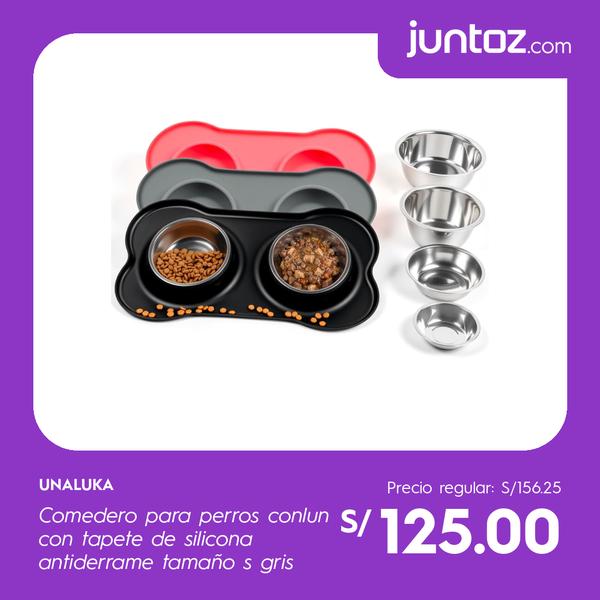 juntoz.com
UNALUKA
Comedero para perros conlun
con tapete de silicona
antiderrame tamaño s gris
Precio regular: S/156.25
S/125.00